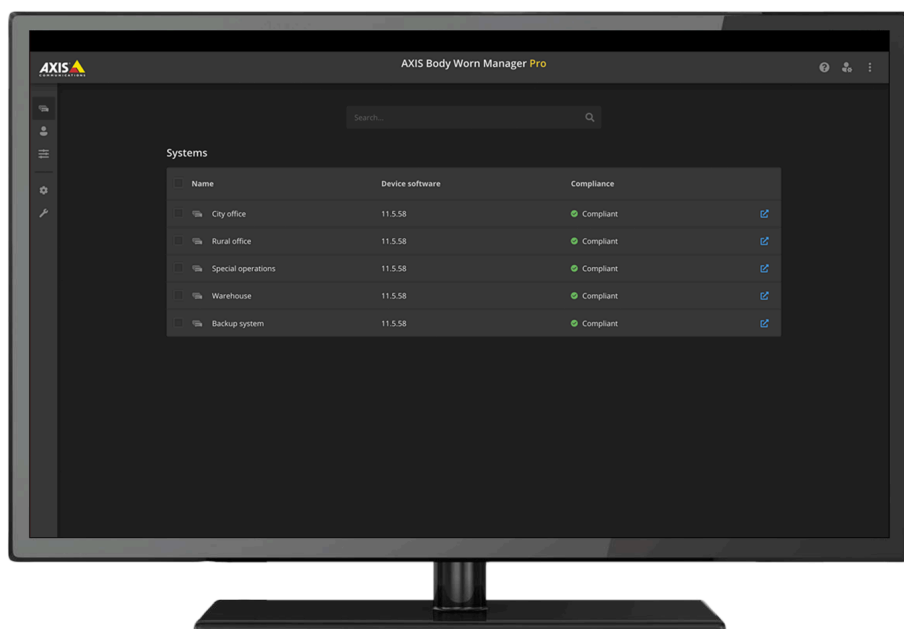 AXIS
COMMUNICATIONS
AXIS Body Worn Manager Pro
Search...
Systems
Name Device software Compliance
City office 11.5.58 Compliant
Rural office 11.5.58 Compliant
Special operations 11.5.58 Compliant
Warehouse 11.5.58 Compliant
Backup system 11.5.58 Compliant